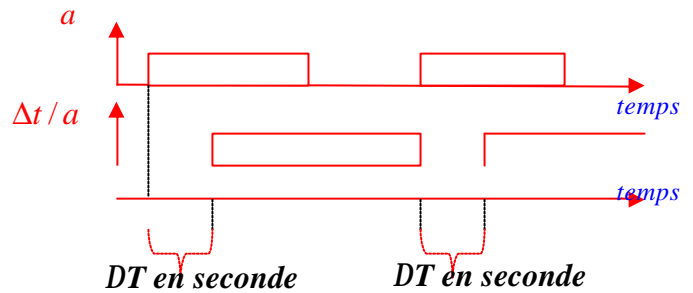 a
temps
Δt / a
temps
DT en seconde
DT en seconde